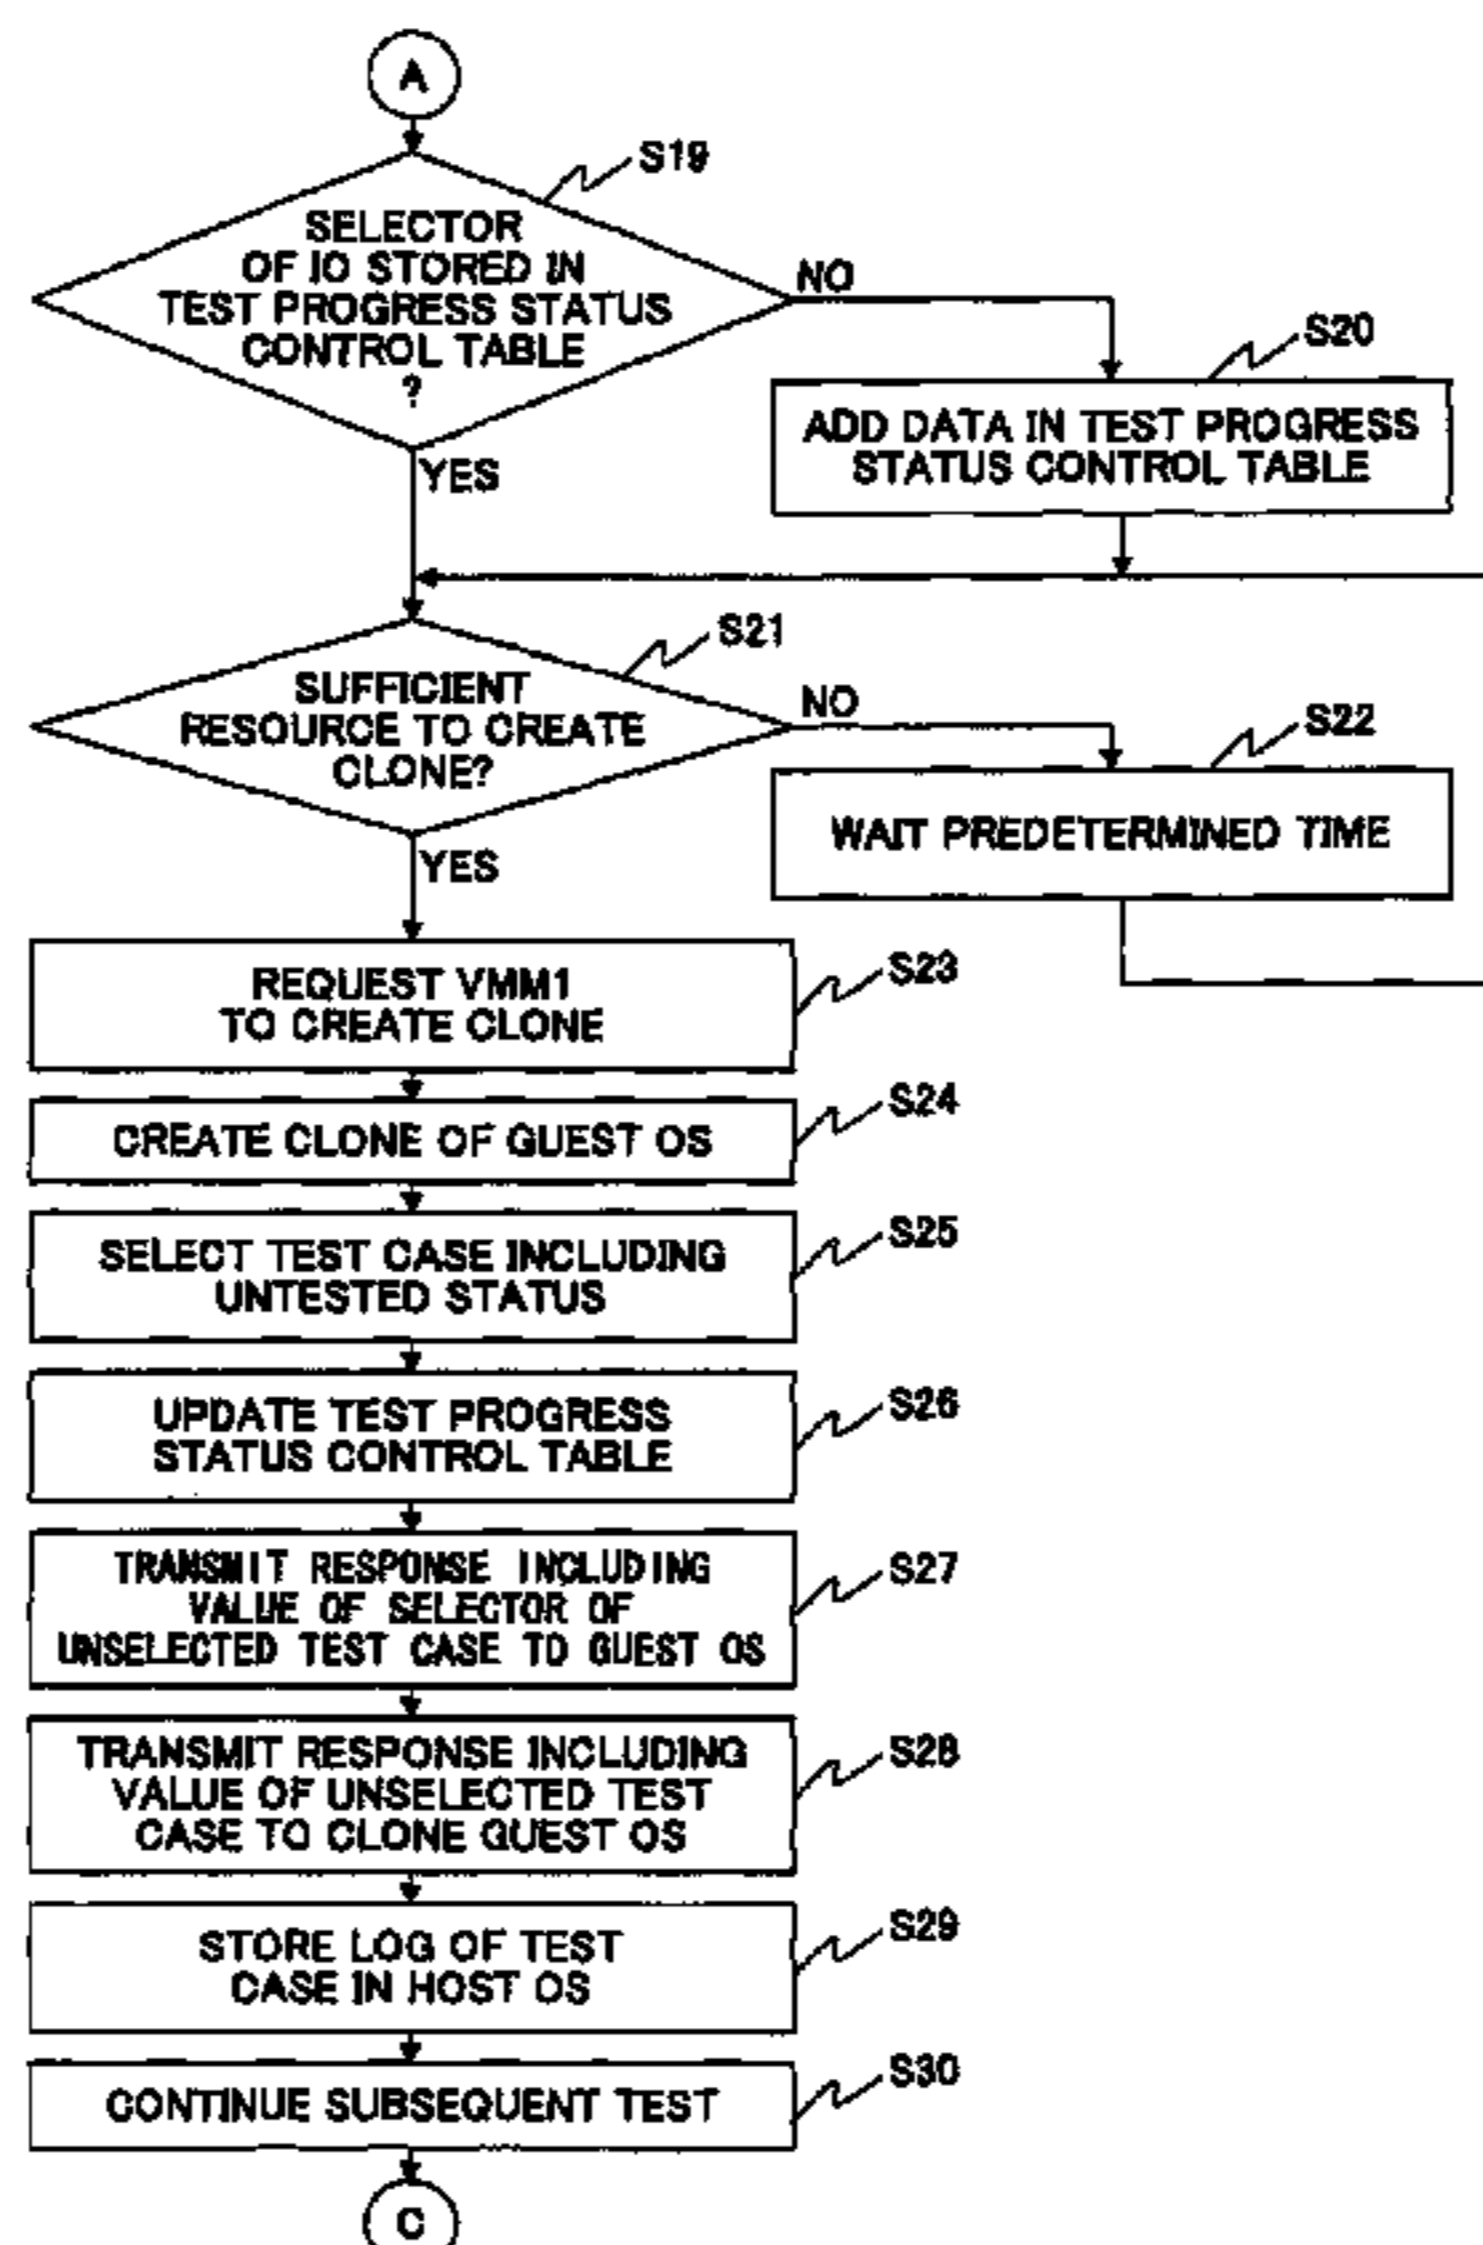 A
S19
SELECTOR
OF IO STORED IN
TEST PROGRESS STATUS
CONTROL TABLE
?
NO
YES
S20
ADD DATA IN TEST PROGRESS
STATUS CONTROL TABLE
S21
SUFFICIENT
RESOURCE TO CREATE
CLONE?
NO
YES
S22
WAIT PREDETERMINED TIME
S23
REQUEST VMM1
TO CREATE CLONE
S24
CREATE CLONE OF GUEST OS
S25
SELECT TEST CASE INCLUDING
UNTESTED STATUS
S26
UPDATE TEST PROGRESS
STATUS CONTROL TABLE
S27
TRANSMIT RESPONSE INCLUDING
VALUE OF SELECTOR OF
UNSELECTED TEST CASE TO GUEST OS
S28
TRANSMIT RESPONSE INCLUDING
VALUE OF UNSELECTED TEST
CASE TO CLONE GUEST OS
S29
STORE LOG OF TEST
CASE IN HOST OS
S30
CONTINUE SUBSEQUENT TEST
C